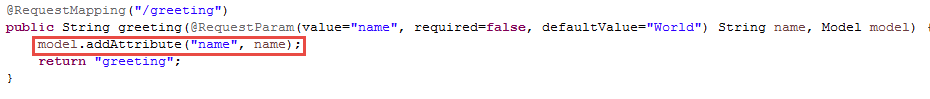 @RequestMapping("/greeting")
public String greeting(@RequestParam(value="name", required=false, defaultValue="World") String name, Model model) {
model.addAttribute("name", name);
return "greeting";
}